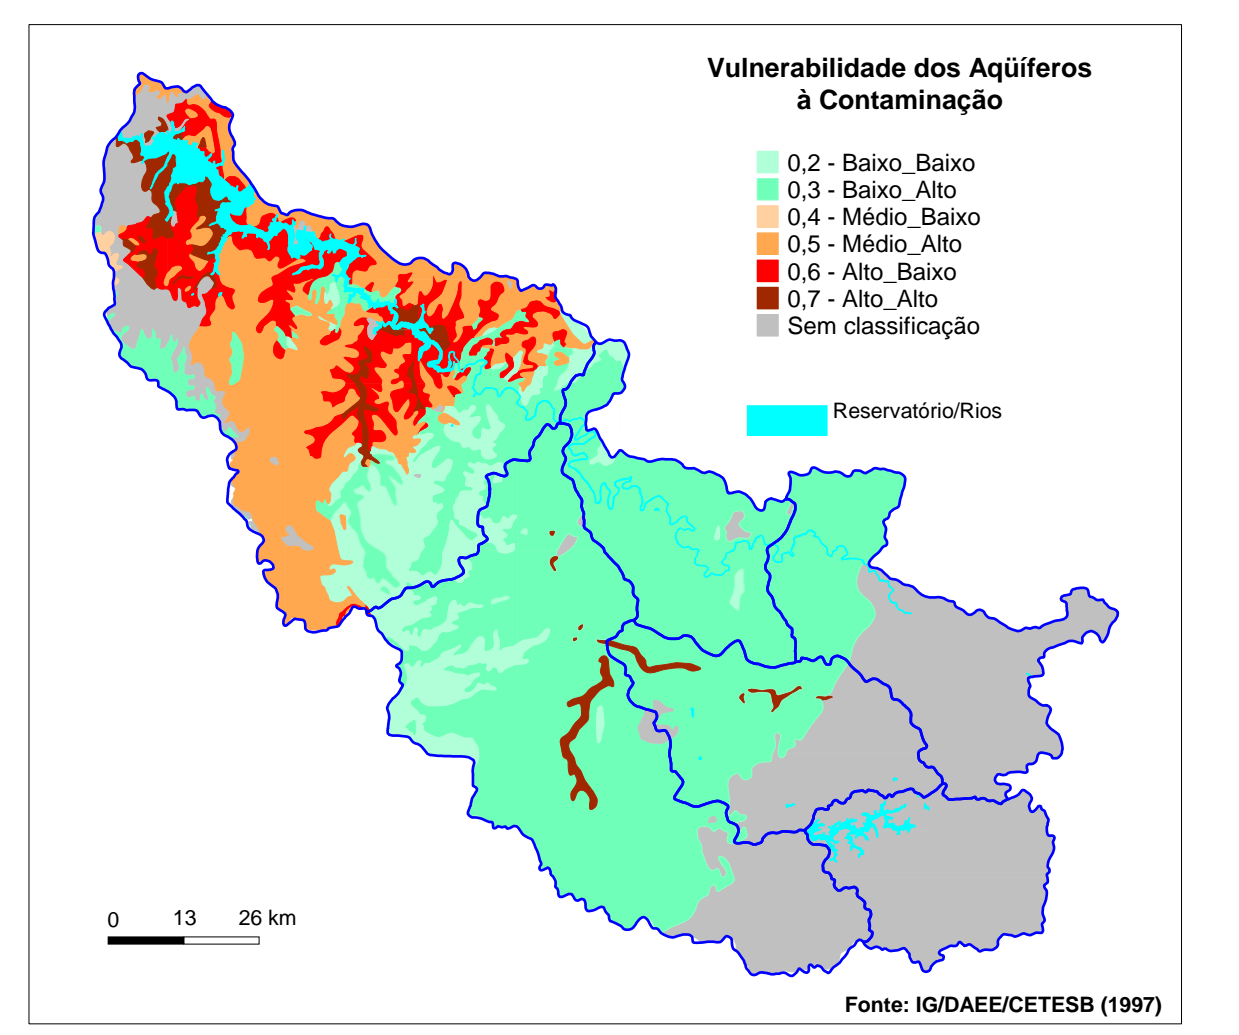 Vulnerabilidade dos Aqüíferos
à Contaminação
0,2 - Baixo_Baixo
0,3 - Baixo_Alto
0,4 - Médio_Baixo
0,5 - Médio_Alto
0,6 - Alto_Baixo
0,7 - Alto_Alto
Sem classificação
Reservatório/Rios
0 13 26 km
Fonte: IG/DAEE/CETESB (1997)